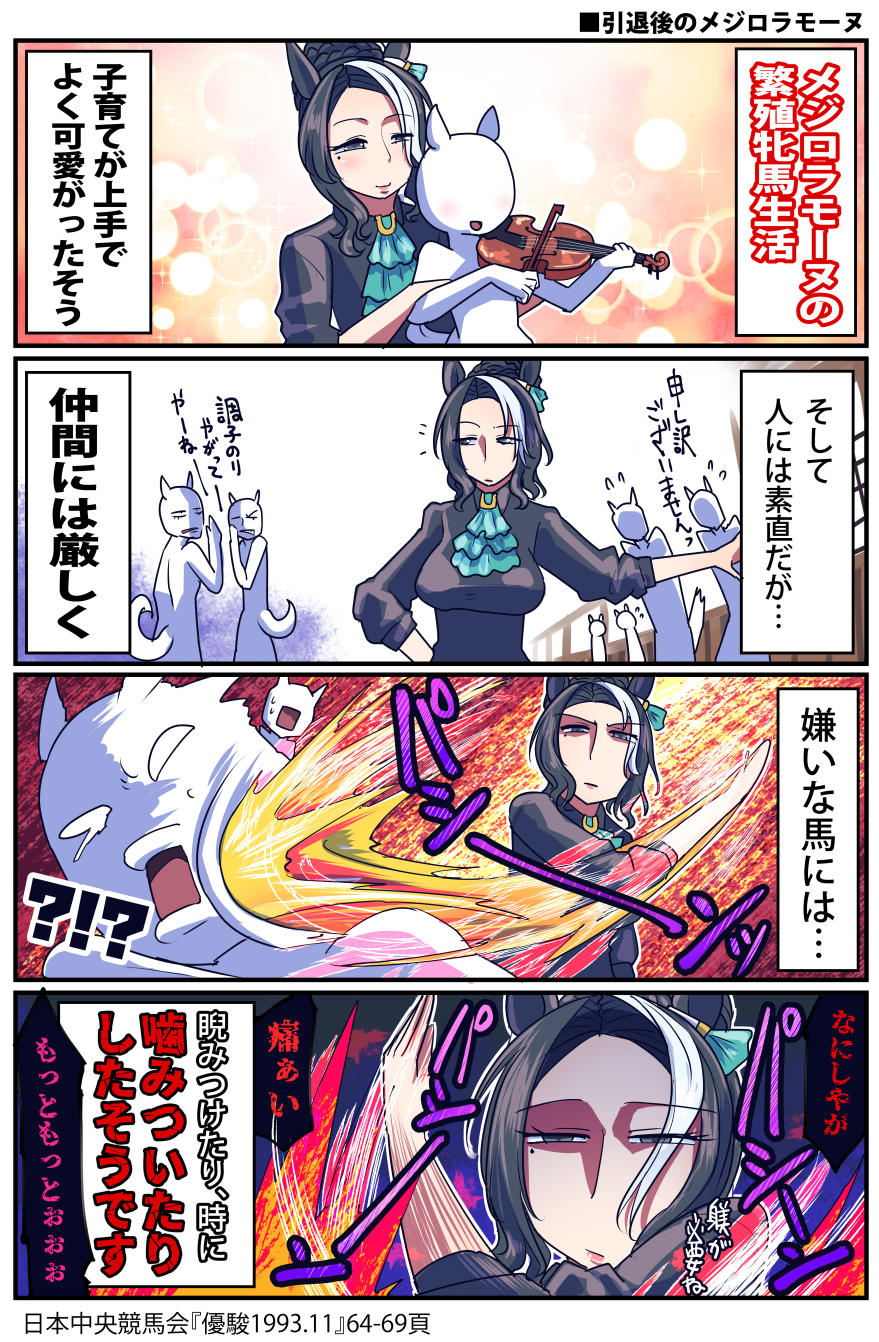 ■引退後のメジロラモーヌ
メジロラモーヌの
繁殖牝馬生活
子育てが上手で
よく可愛がったそう
そして
人には素直だが…
申し訳
ございませんっ
調子のり
やがって
やーねー
仲間には厳しく
嫌いな馬には…
パシーンッ
?!?
なにしやが
パシーン
躾が
必要ね
パシーン
痛ぁい
睨みつけたり、時に
噛みついたり
したそうです
もっともっとぉぉぉ
日本中央競馬会『優駿1993.11』64-69頁